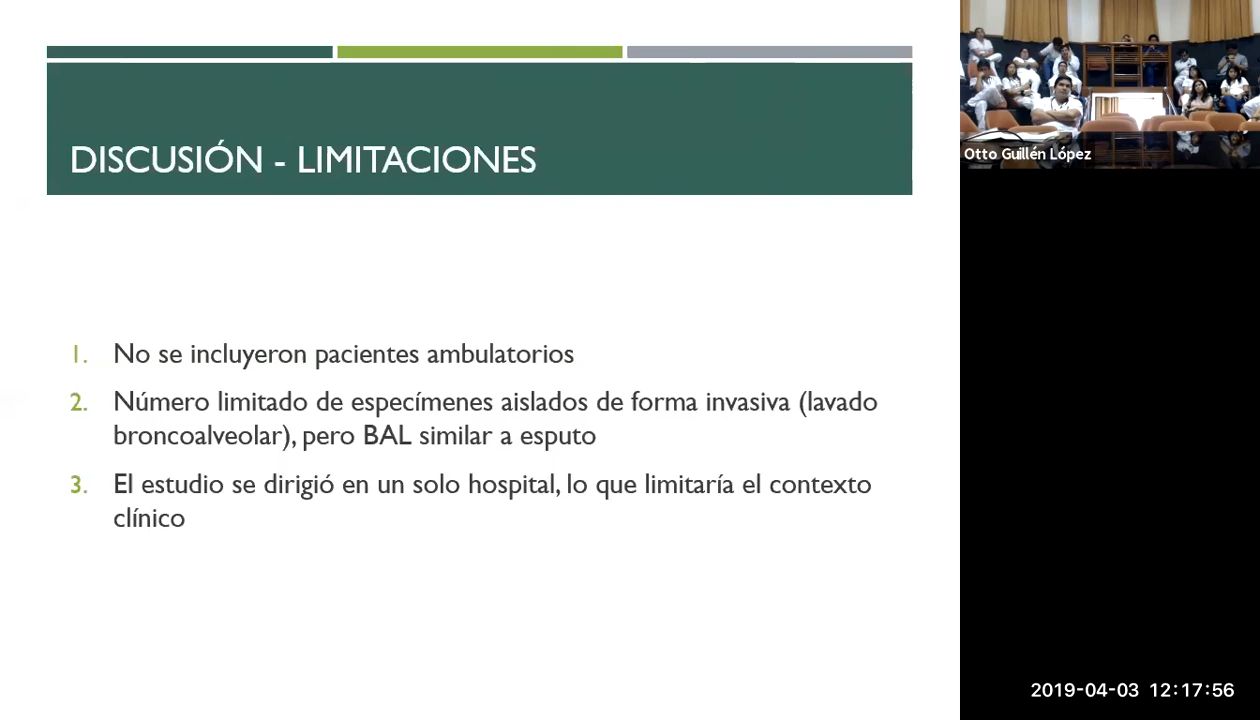 DISCUSIÓN - LIMITACIONES
1. No se incluyeron pacientes ambulatorios
2. Número limitado de especímenes aislados de forma invasiva (lavado
broncoalveolar), pero BAL similar a esputo
3. El estudio se dirigió en un solo hospital, lo que limitaría el contexto
clínico
Otto Guillén López
2019-04-03 12:17:56